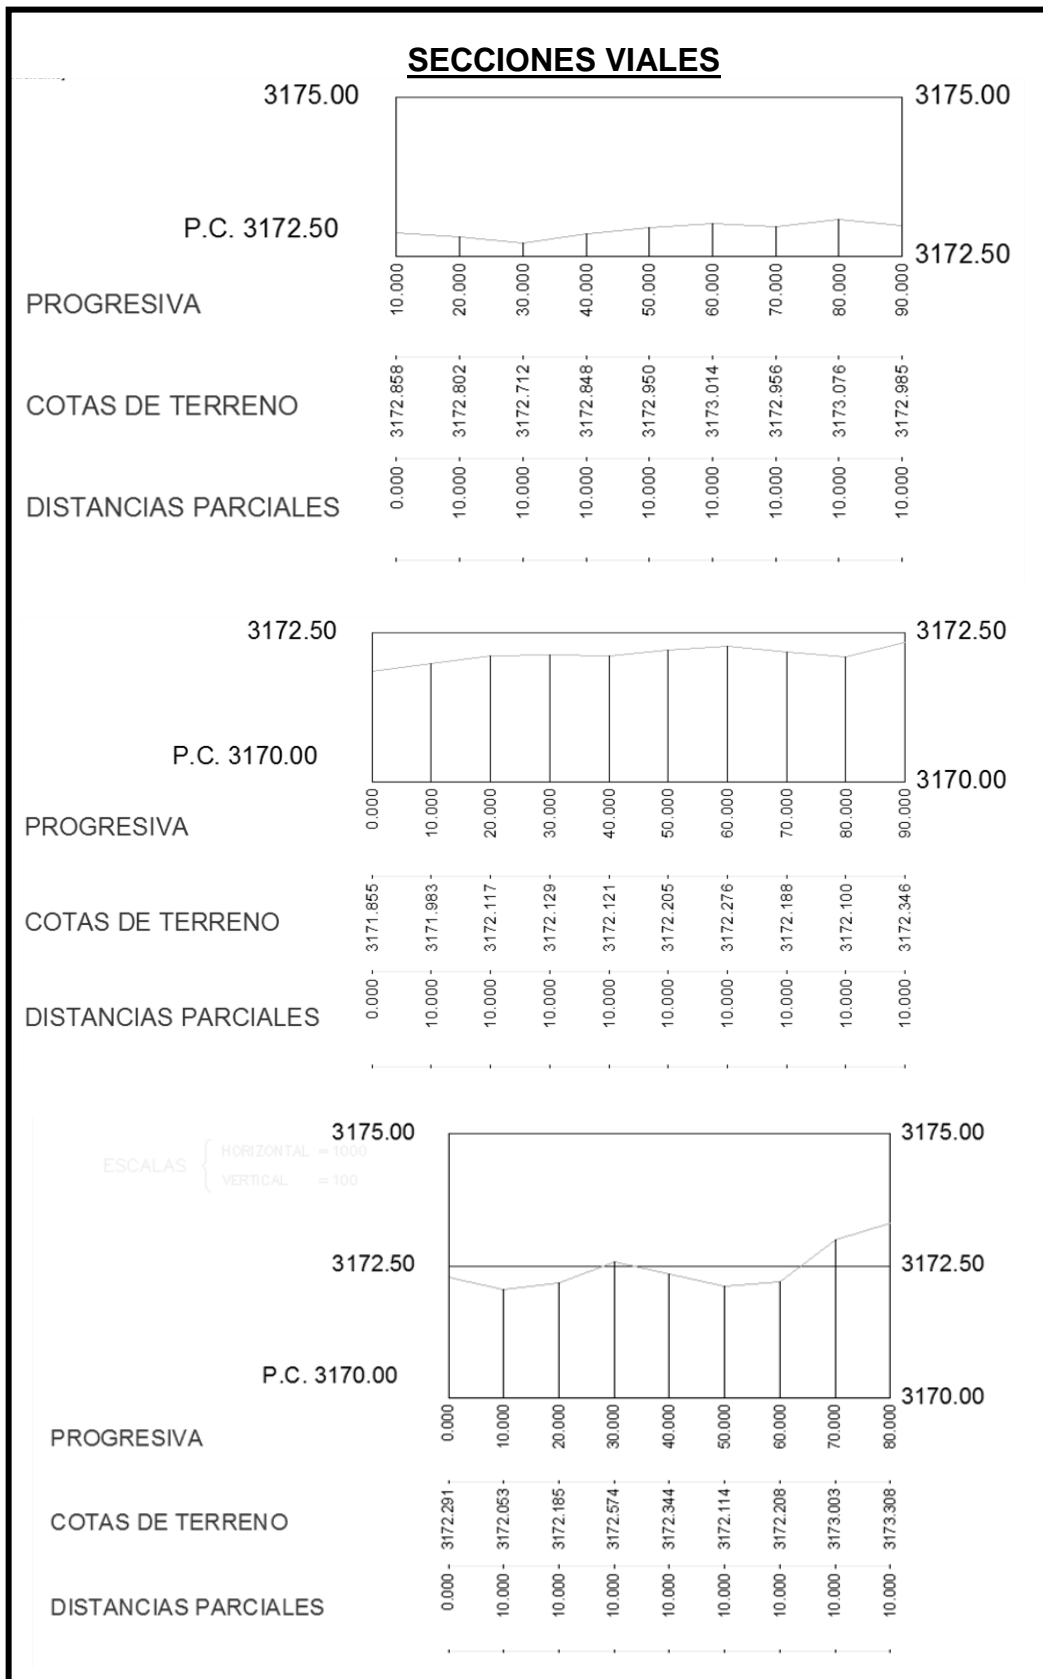 SECCIONES VIALES
3175.00 3175.00
P.C. 3172.50
3172.50
PROGRESIVA 10.000 20.000 30.000 40.000 50.000 60.000 70.000 80.000 90.000
COTAS DE TERRENO 3172.858 3172.802 3172.712 3172.848 3172.950 3173.014 3172.956 3173.076 3172.985
DISTANCIAS PARCIALES 0.000 10.000 10.000 10.000 10.000 10.000 10.000 10.000 10.000
3172.50 3172.50
P.C. 3170.00
3170.00
PROGRESIVA 0.000 10.000 20.000 30.000 40.000 50.000 60.000 70.000 80.000 90.000
COTAS DE TERRENO 3171.855 3171.983 3172.117 3172.129 3172.121 3172.205 3172.276 3172.188 3172.100 3172.346
DISTANCIAS PARCIALES 0.000 10.000 10.000 10.000 10.000 10.000 10.000 10.000 10.000 10.000
3175.00 3175.00
ESCALAS HORIZONTAL = 1000
VERTICAL = 100
3172.50 3172.50
P.C. 3170.00
3170.00
PROGRESIVA 0.000 10.000 20.000 30.000 40.000 50.000 60.000 70.000 80.000
COTAS DE TERRENO 3172.291 3172.053 3172.185 3172.574 3172.344 3172.114 3172.208 3173.003 3173.308
DISTANCIAS PARCIALES 0.000 10.000 10.000 10.000 10.000 10.000 10.000 10.000 10.000